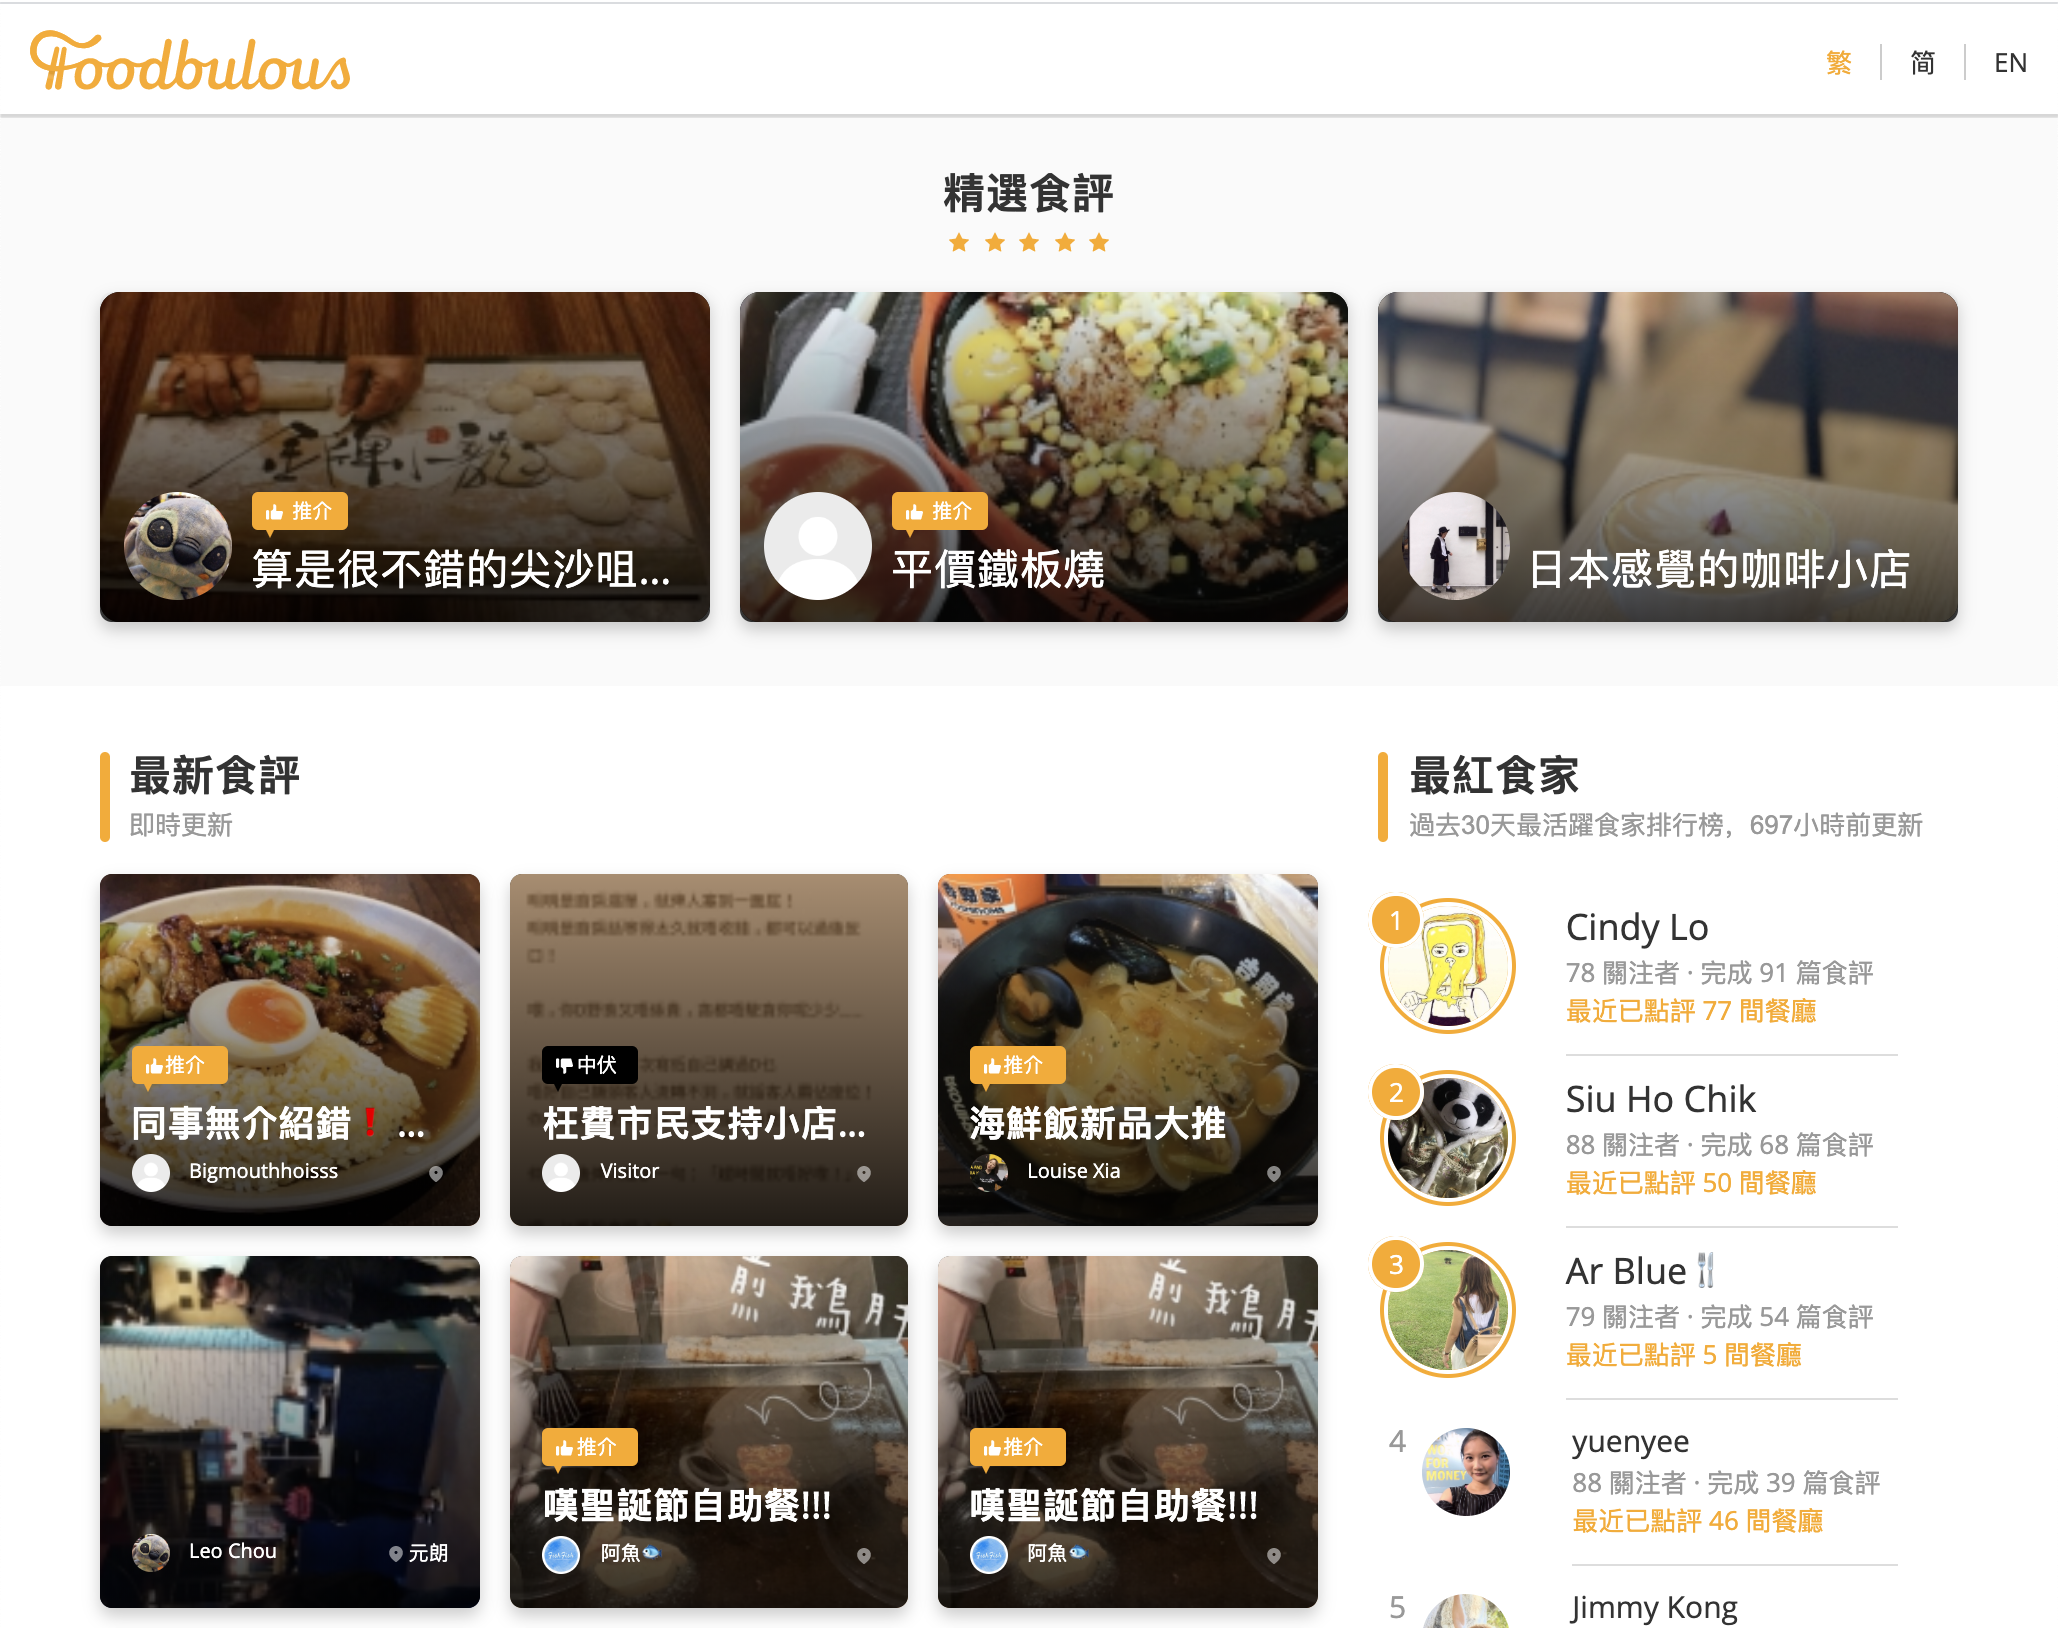 Foodbulous
繁
简
EN
精選食評
推介
算是很不錯的尖沙咀...
推介
平價鐵板燒
日本感覺的咖啡小店
最新食評
即時更新
推介
同事無介紹錯❗...
Bigmouthhoisss
中伏
枉費市民支持小店...
Visitor
推介
海鮮飯新品大推
Louise Xia
Leo Chou
元朗
煎鵝肝
推介
嘆聖誕節自助餐!!!
阿魚🐟
煎鵝肝
推介
嘆聖誕節自助餐!!!
阿魚🐟
最紅食家
過去30天最活躍食家排行榜，697小時前更新
1
Cindy Lo
78 關注者 · 完成 91 篇食評
最近已點評 77 間餐廳
2
Siu Ho Chik
88 關注者 · 完成 68 篇食評
最近已點評 50 間餐廳
3
Ar Blue🍴
79 關注者 · 完成 54 篇食評
最近已點評 5 間餐廳
4
FOR
MONEY
yuenyee
88 關注者 · 完成 39 篇食評
最近已點評 46 間餐廳
5
Jimmy Kong